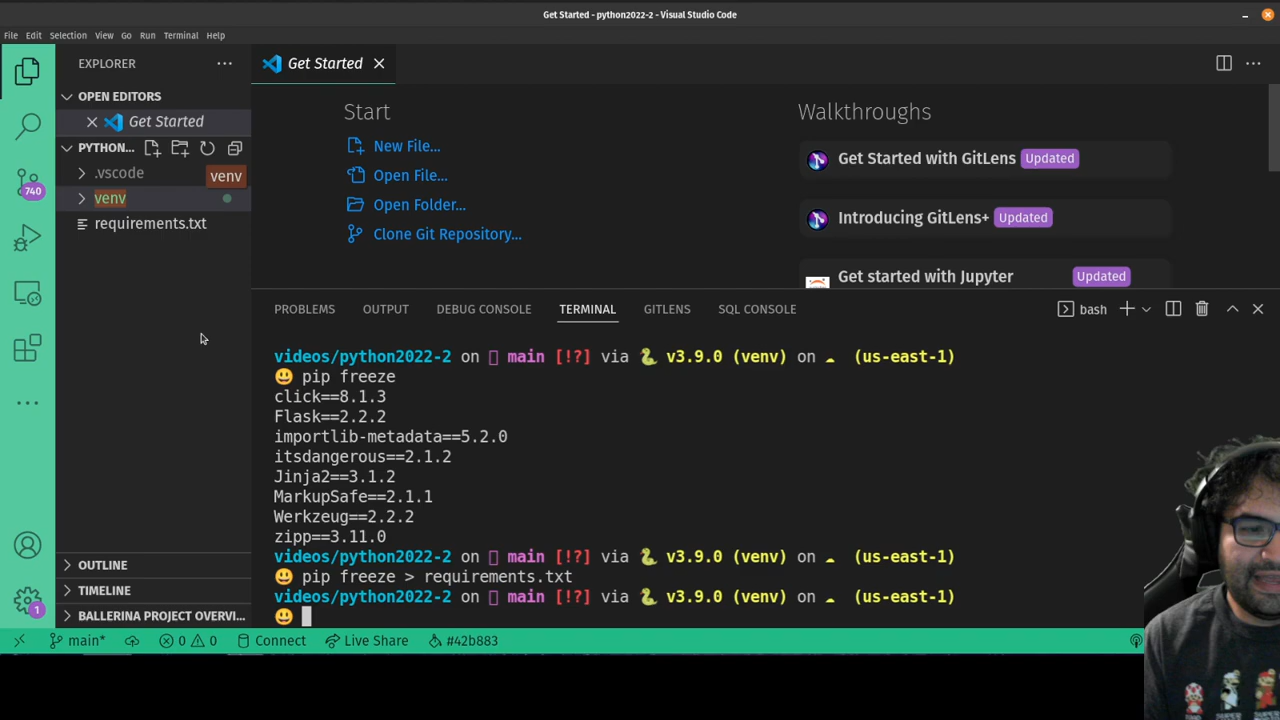 Get Started - python2022-2 - Visual Studio Code
File Edit Selection View Go Run Terminal Help
EXPLORER
Get Started
OPEN EDITORS
Get Started
PYTHON...
.vscode
venv
venv
requirements.txt
740
Start
New File...
Open File...
Open Folder...
Clone Git Repository...
Walkthroughs
Get Started with GitLens Updated
Introducing GitLens+ Updated
Get started with Jupyter Updated
PROBLEMS OUTPUT DEBUG CONSOLE TERMINAL GITLENS SQL CONSOLE
bash
videos/python2022-2 on main [!?] via v3.9.0 (venv) on (us-east-1)
pip freeze
click==8.1.3
Flask==2.2.2
importlib-metadata==5.2.0
itsdangerous==2.1.2
Jinja2==3.1.2
MarkupSafe==2.1.1
Werkzeug==2.2.2
zipp==3.11.0
videos/python2022-2 on main [!?] via v3.9.0 (venv) on (us-east-1)
pip freeze > requirements.txt
videos/python2022-2 on main [!?] via v3.9.0 (venv) on (us-east-1)
OUTLINE
TIMELINE
BALLERINA PROJECT OVERVI...
1
main* 0 0 Connect Live Share #42b883